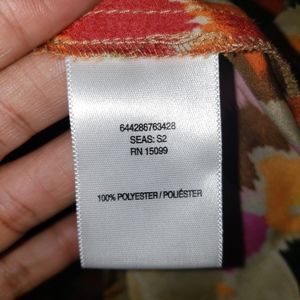 644286763428
SEAS: S2
RN 15099
100% POLYESTER / POLIÉSTER